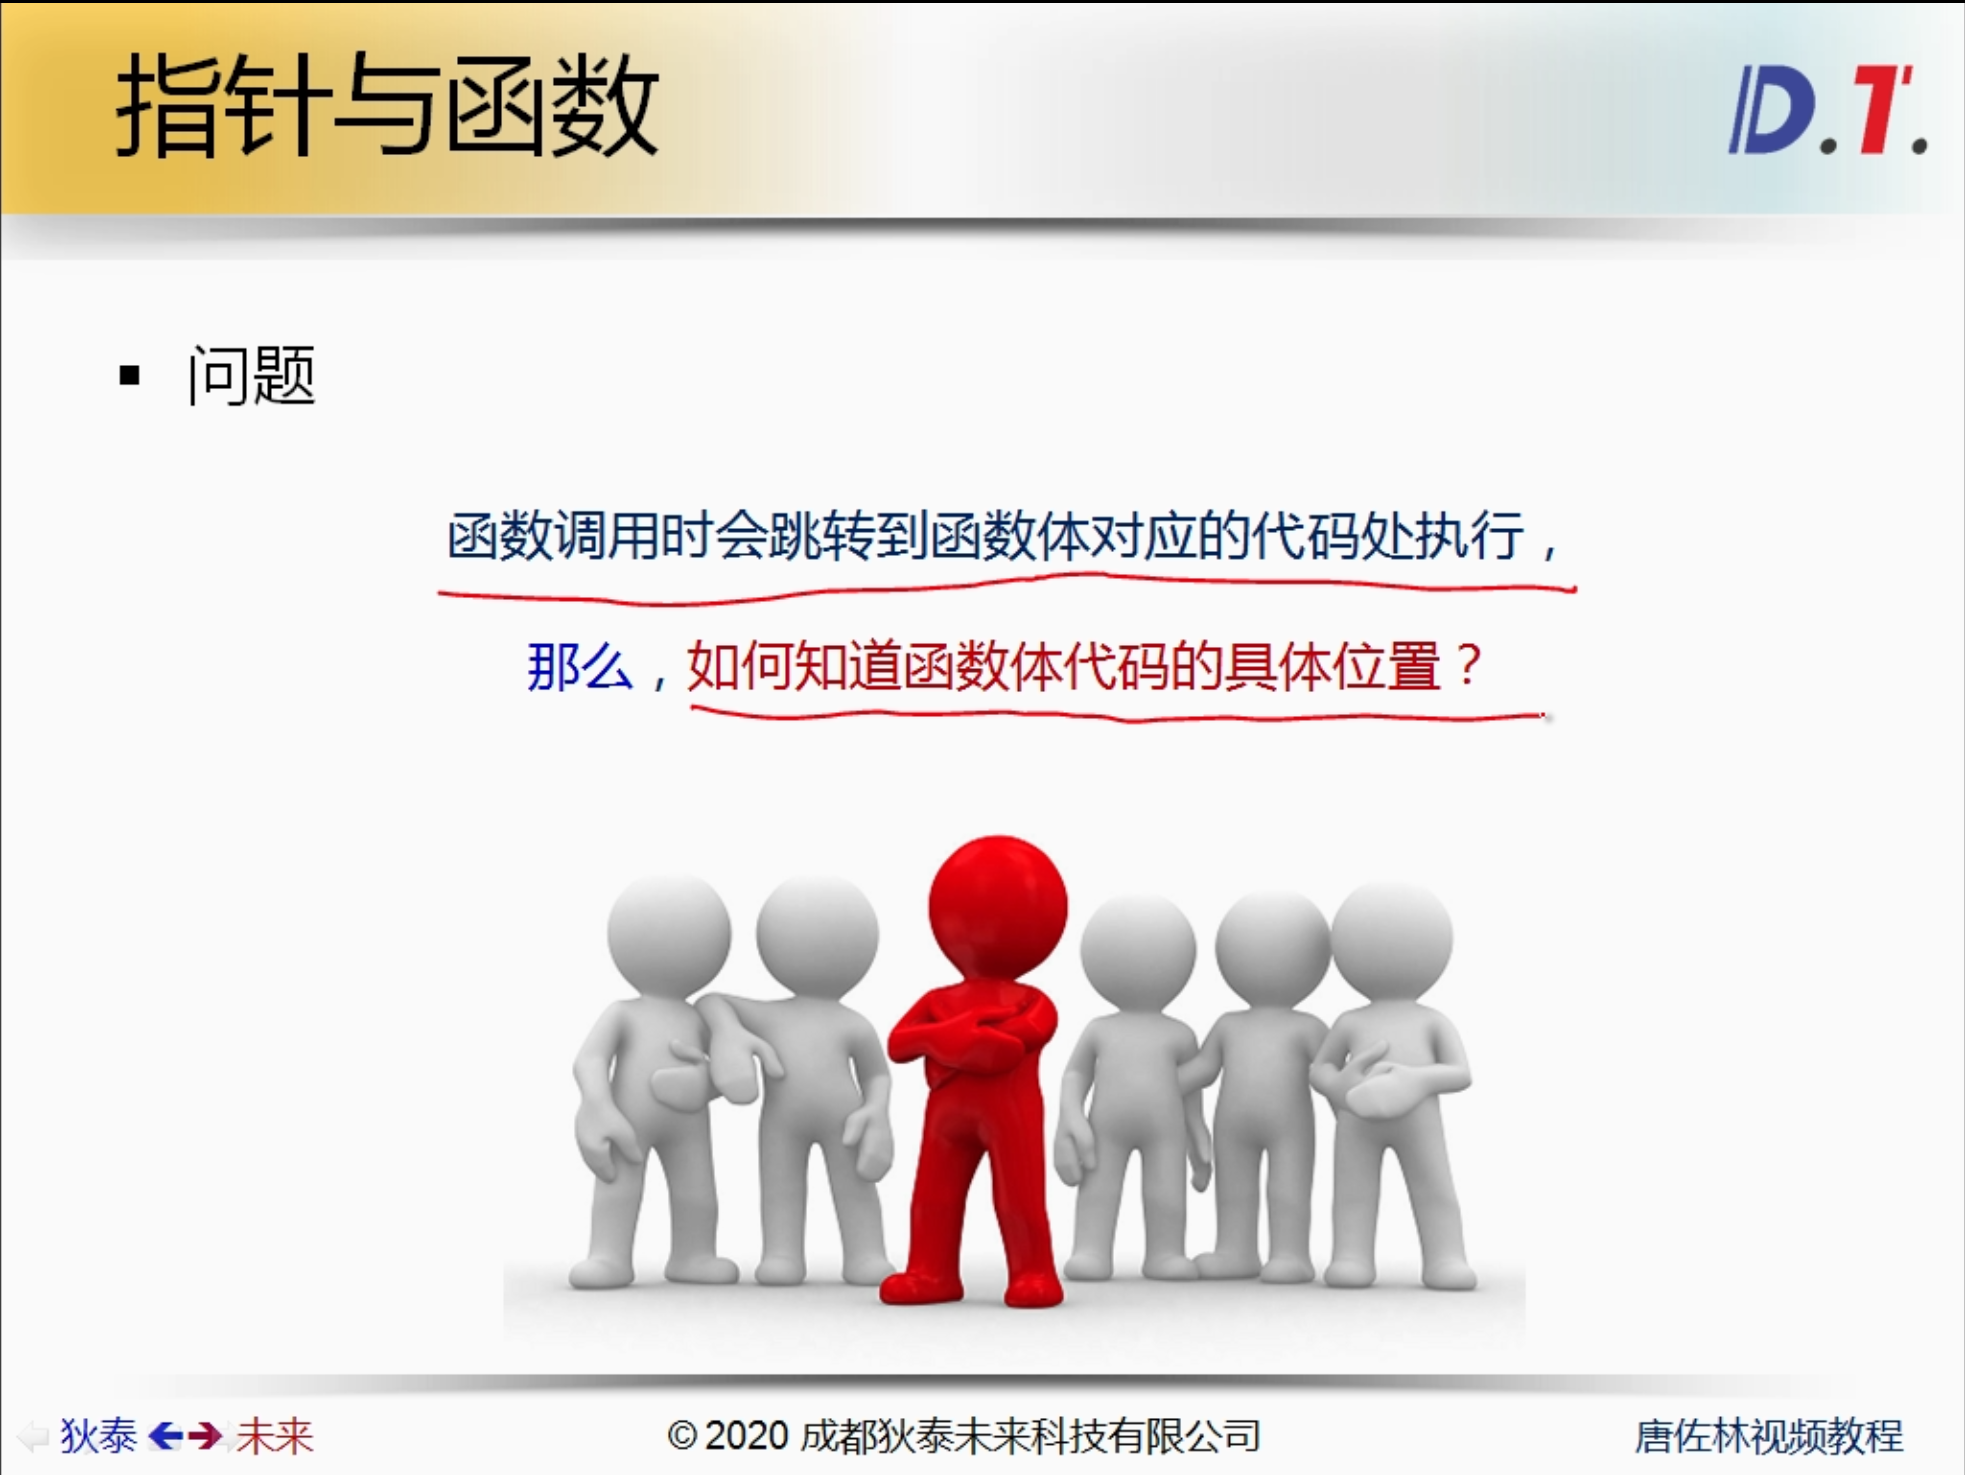 指针与函数
D.T.
▪ 问题
函数调用时会跳转到函数体对应的代码处执行，
那么，如何知道函数体代码的具体位置？
狄泰 未来
© 2020 成都狄泰未来科技有限公司
唐佐林视频教程